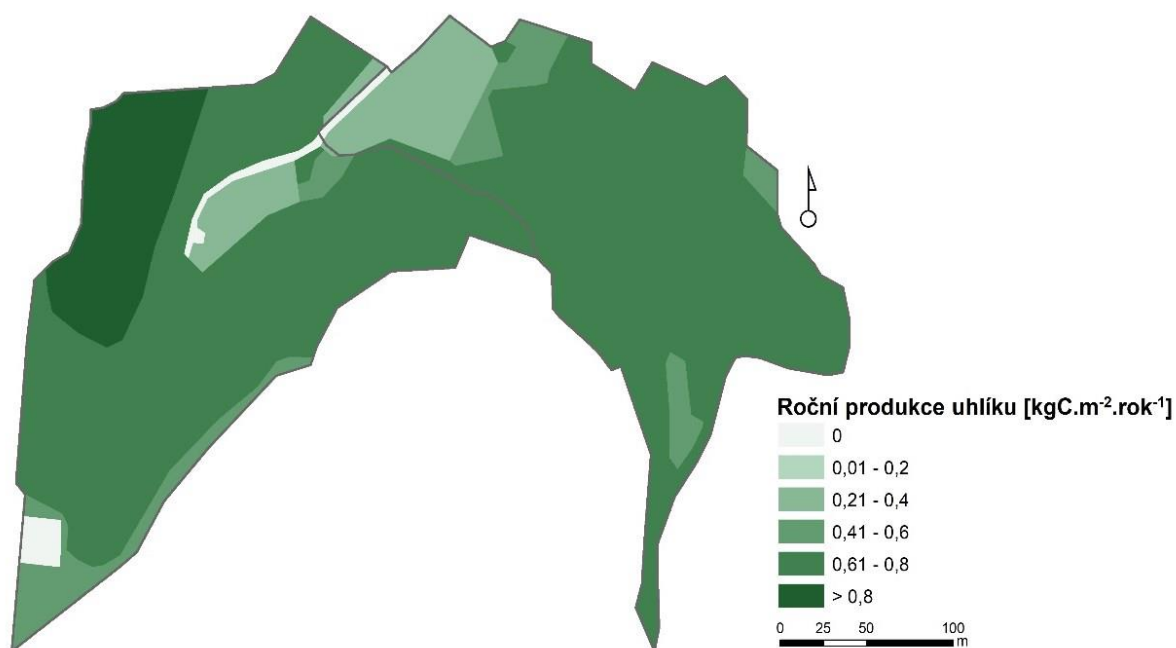 Roční produkce uhlíku [kgC.m⁻².rok⁻¹]
0
0,01 - 0,2
0,21 - 0,4
0,41 - 0,6
0,61 - 0,8
> 0,8
0 25 50 100
m